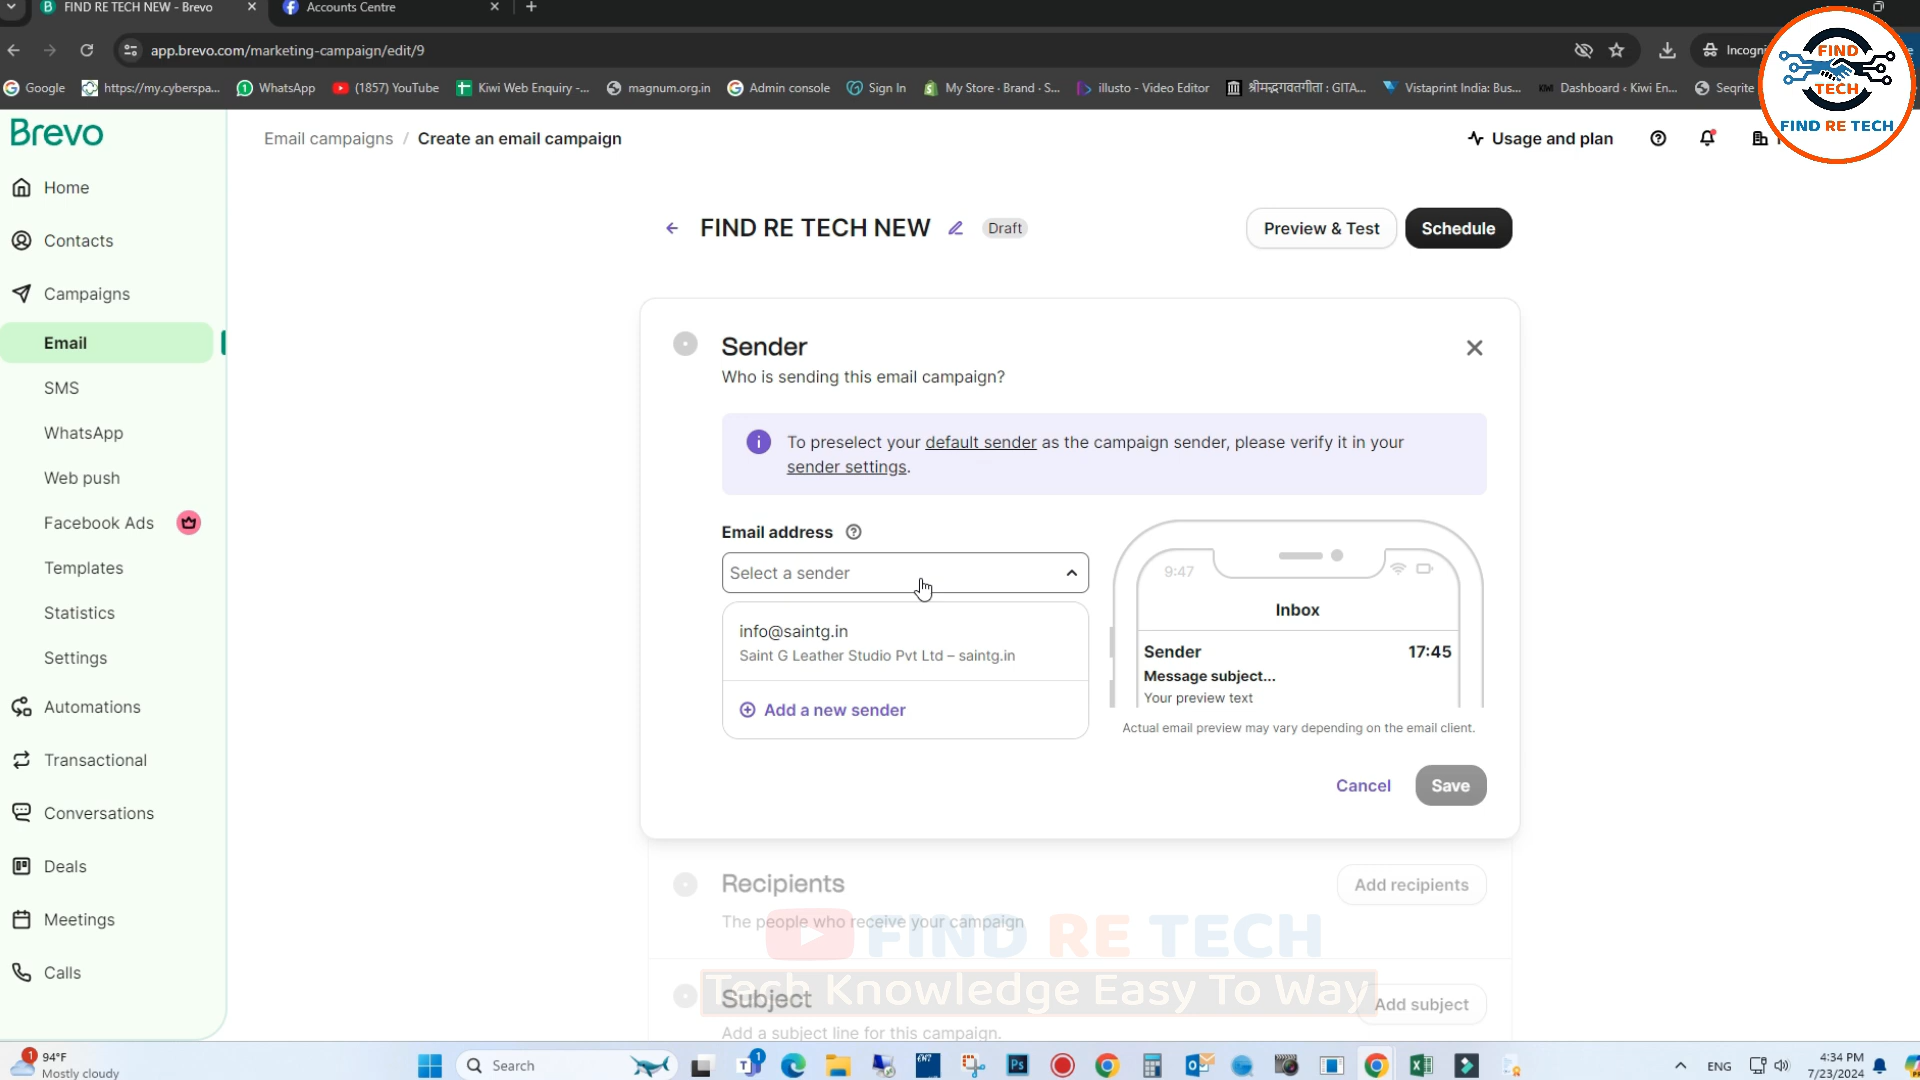 FIND RE TECH NEW - Brevo
Accounts Centre
app.brevo.com/marketing-campaign/edit/9
Google
https://my.cyberspa...
WhatsApp
(1857) YouTube
Kiwi Web Enquiry -...
magnum.org.in
Admin console
Sign In
My Store - Brand - S...
illusto - Video Editor
श्रीमद्भगवतगीता : GITA...
Vistaprint India: Bus...
Dashboard ‹ Kiwi En...
Seqrite
FIND
TECH
FIND RE TECH
Brevo
Email campaigns / Create an email campaign
Usage and plan
Home
Contacts
Campaigns
Email
SMS
WhatsApp
Web push
Facebook Ads
Templates
Statistics
Settings
Automations
Transactional
Conversations
Deals
Meetings
Calls
FIND RE TECH NEW
Draft
Preview & Test
Schedule
Sender
Who is sending this email campaign?
To preselect your default sender as the campaign sender, please verify it in your
sender settings.
Email address
Select a sender
info@saintg.in
Saint G Leather Studio Pvt Ltd – saintg.in
Add a new sender
9:47
Inbox
Sender 17:45
Message subject...
Your preview text
Actual email preview may vary depending on the email client.
Cancel
Save
Recipients
Add recipients
The people who receive your campaign
FIND RE TECH
Tech Knowledge Easy To Way
Subject
Add subject
Add a subject line for this campaign.
1
94°F
Mostly cloudy
Search
1
Ps
ENG
4:34 PM
7/23/2024